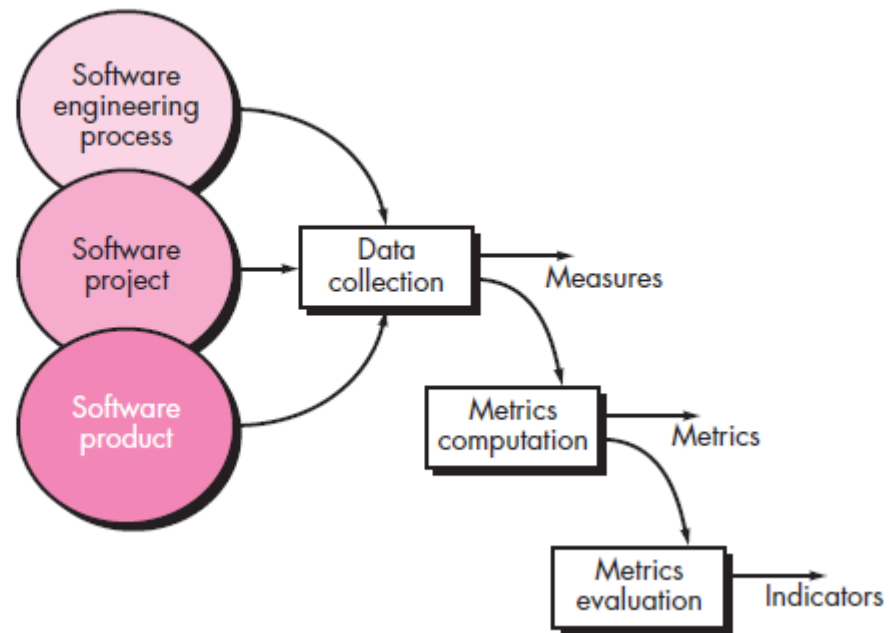 Software
engineering
process
Software
project
Software
product
Data
collection
Measures
Metrics
computation
Metrics
Metrics
evaluation
Indicators